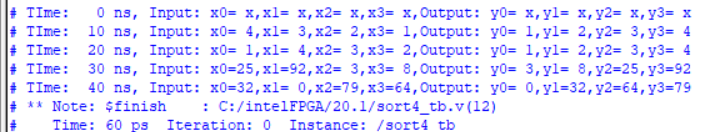 # TIme:   0 ns, Input: x0= x,x1= x,x2= x,x3= x,Output: y0= x,y1= x,y2= x,y3= x
# TIme:  10 ns, Input: x0= 4,x1= 3,x2= 2,x3= 1,Output: y0= 1,y1= 2,y2= 3,y3= 4
# TIme:  20 ns, Input: x0= 1,x1= 4,x2= 3,x3= 2,Output: y0= 1,y1= 2,y2= 3,y3= 4
# TIme:  30 ns, Input: x0=25,x1=92,x2= 3,x3= 8,Output: y0= 3,y1= 8,y2=25,y3=92
# TIme:  40 ns, Input: x0=32,x1= 0,x2=79,x3=64,Output: y0= 0,y1=32,y2=64,y3=79
# ** Note: $finish    : C:/intelFPGA/20.1/sort4_tb.v(12)
#    Time: 60 ps  Iteration: 0  Instance: /sort4_tb